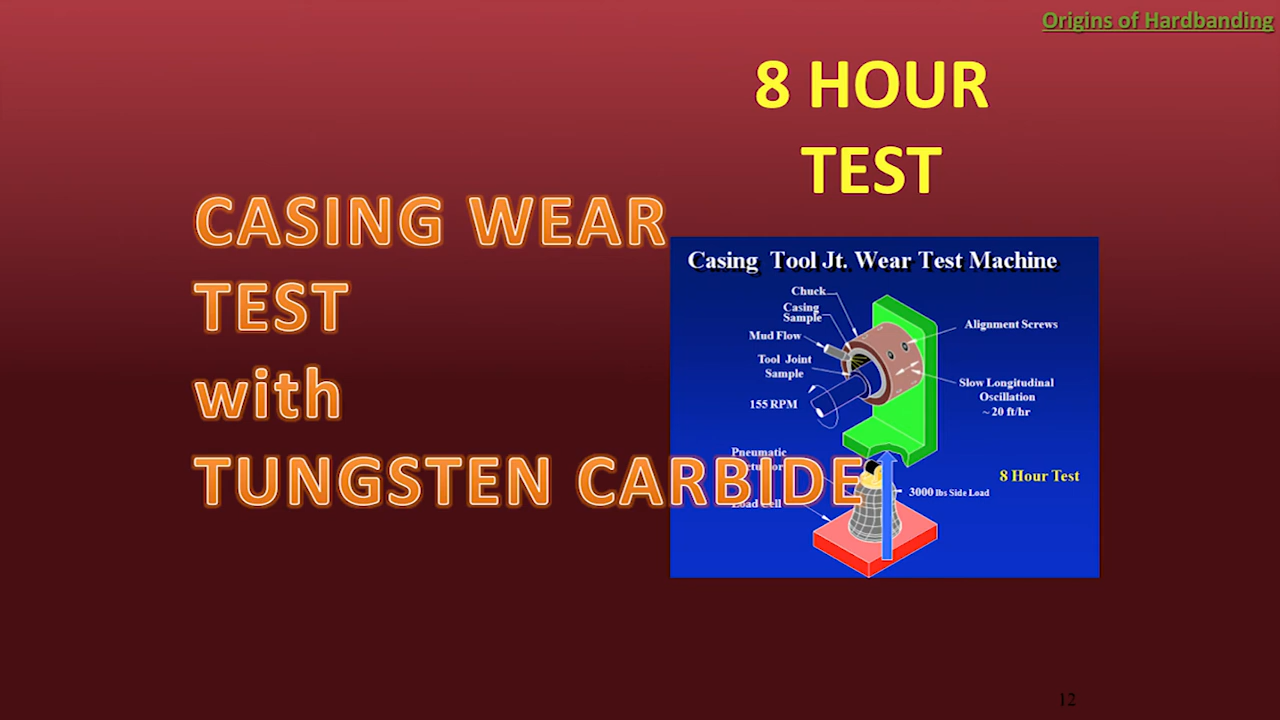 Origins of Hardbanding
8 HOUR
TEST
CASING WEAR
TEST
with
TUNGSTEN CARBIDE
Casing Tool Jt. Wear Test Machine
Chuck
Casing
Sample
Mud Flow
Tool Joint
Sample
155 RPM
Alignment Screws
Slow Longitudinal
Oscillation
~ 20 ft/hr
Pneumatic
8 Hour Test
3000 lbs Side Load
Load Cell
12